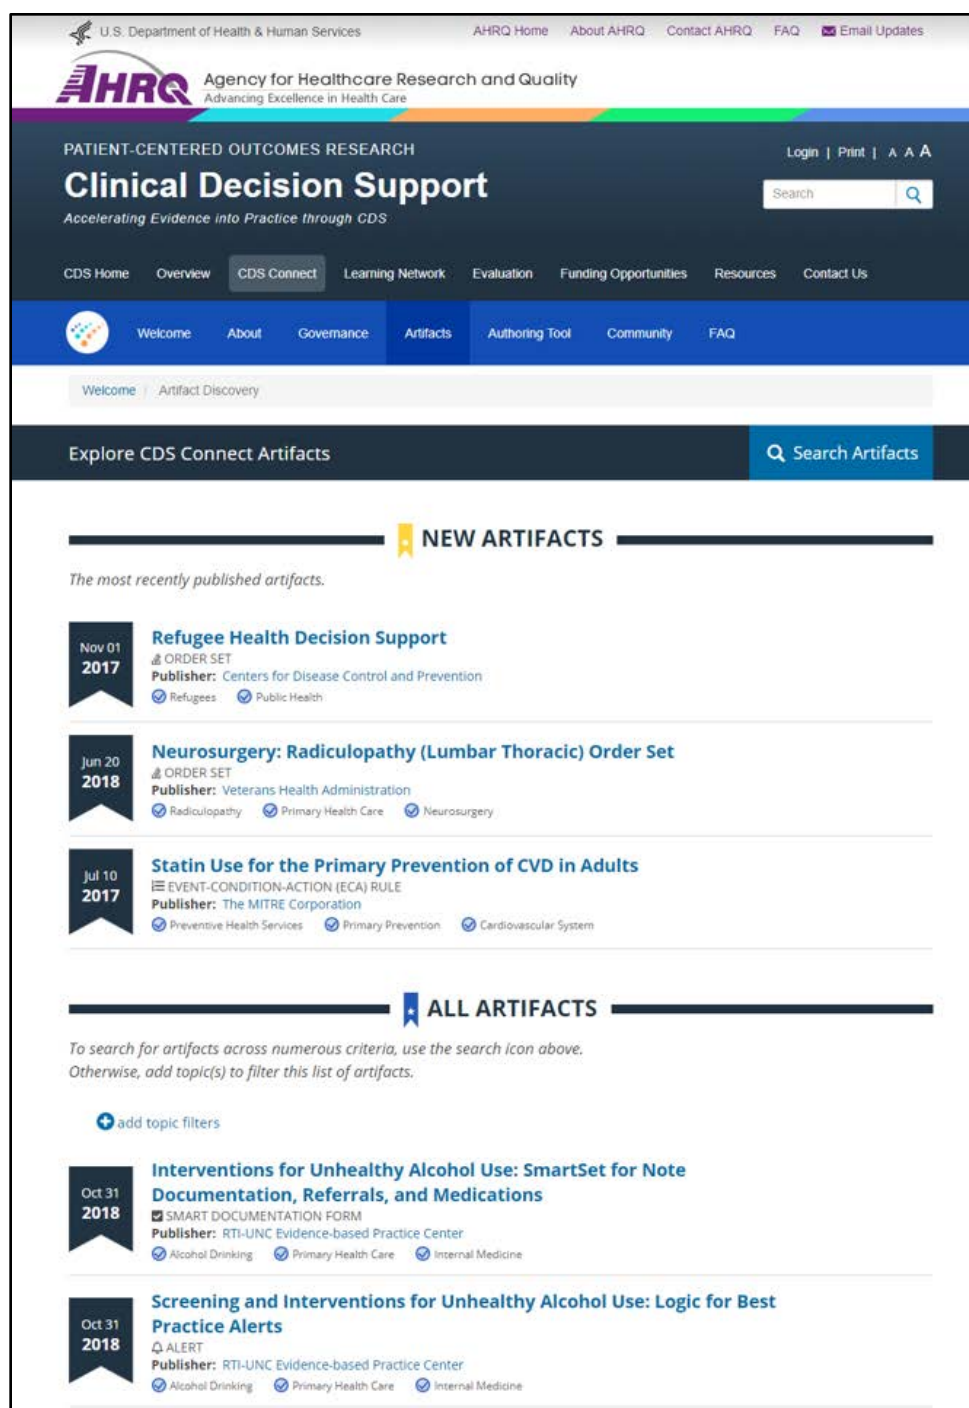 U.S. Department of Health & Human Services
AHRQ Home About AHRQ Contact AHRQ FAQ Email Updates
AHRQ
Agency for Healthcare Research and Quality
Advancing Excellence in Health Care
PATIENT-CENTERED OUTCOMES RESEARCH
Login | Print | A A A
Clinical Decision Support
Search
Accelerating Evidence into Practice through CDS
CDS Home Overview CDS Connect Learning Network Evaluation Funding Opportunities Resources Contact Us
Welcome About Governance Artifacts Authoring Tool Community FAQ
Welcome / Artifact Discovery
Explore CDS Connect Artifacts
Search Artifacts
NEW ARTIFACTS
The most recently published artifacts.
Nov 01
2017
Refugee Health Decision Support
ORDER SET
Publisher: Centers for Disease Control and Prevention
Refugees Public Health
Jun 20
2018
Neurosurgery: Radiculopathy (Lumbar Thoracic) Order Set
ORDER SET
Publisher: Veterans Health Administration
Radiculopathy Primary Health Care Neurosurgery
Jul 10
2017
Statin Use for the Primary Prevention of CVD in Adults
EVENT-CONDITION-ACTION (ECA) RULE
Publisher: The MITRE Corporation
Preventive Health Services Primary Prevention Cardiovascular System
ALL ARTIFACTS
To search for artifacts across numerous criteria, use the search icon above.
Otherwise, add topic(s) to filter this list of artifacts.
add topic filters
Oct 31
2018
Interventions for Unhealthy Alcohol Use: SmartSet for Note
Documentation, Referrals, and Medications
SMART DOCUMENTATION FORM
Publisher: RTI-UNC Evidence-based Practice Center
Alcohol Drinking Primary Health Care Internal Medicine
Oct 31
2018
Screening and Interventions for Unhealthy Alcohol Use: Logic for Best
Practice Alerts
ALERT
Publisher: RTI-UNC Evidence-based Practice Center
Alcohol Drinking Primary Health Care Internal Medicine